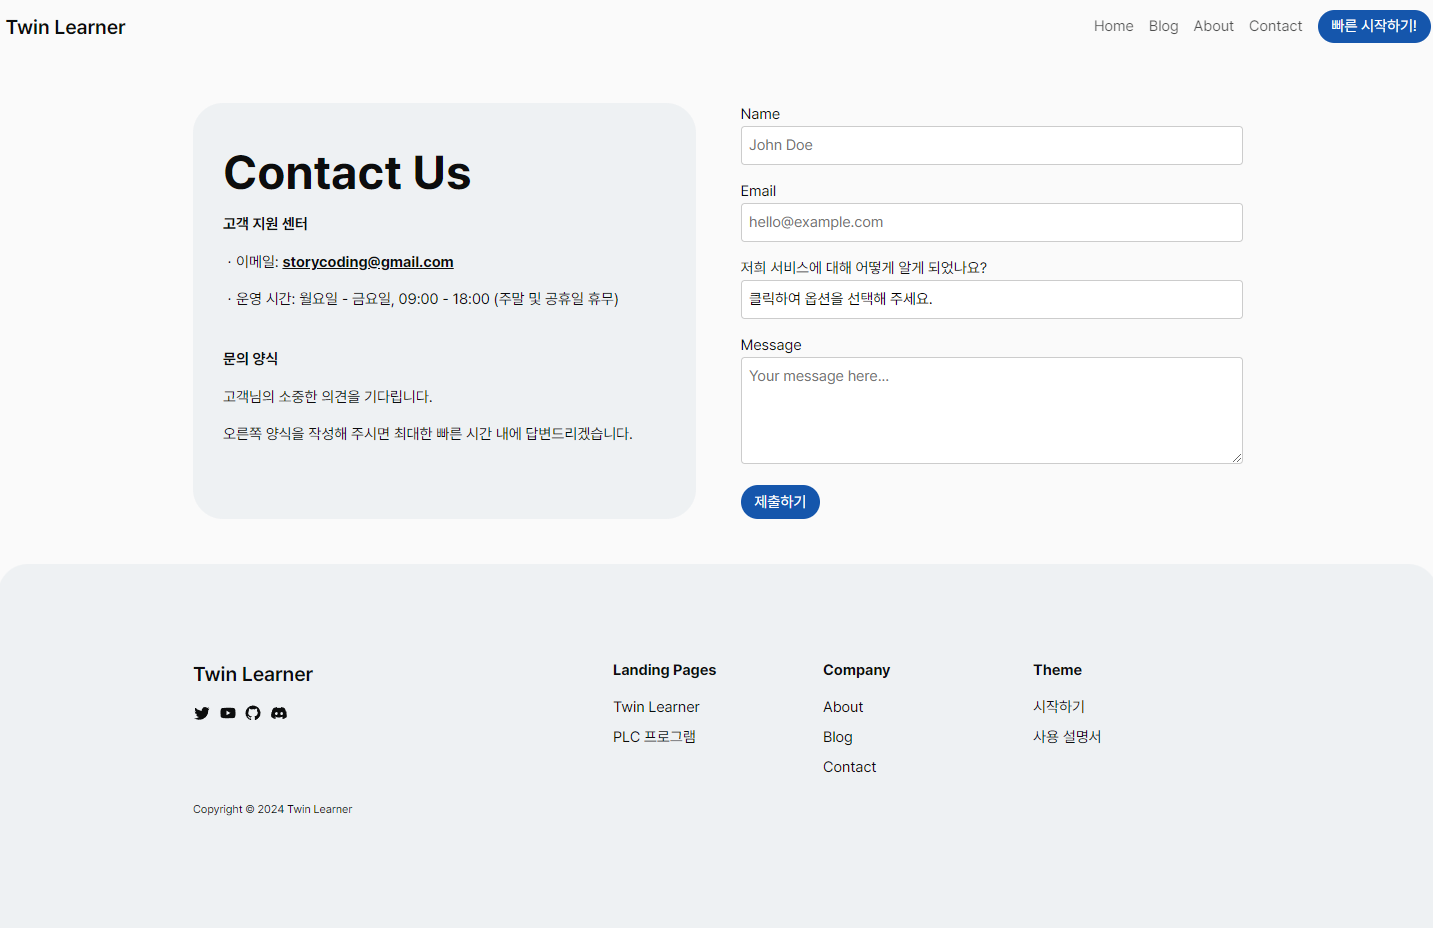 Twin Learner
Home Blog About Contact 빠른 시작하기!
Contact Us
고객 지원 센터
· 이메일: storycoding@gmail.com
· 운영 시간: 월요일 - 금요일, 09:00 - 18:00 (주말 및 공휴일 휴무)
문의 양식
고객님의 소중한 의견을 기다립니다.
오른쪽 양식을 작성해 주시면 최대한 빠른 시간 내에 답변드리겠습니다.
Name
John Doe
Email
hello@example.com
저희 서비스에 대해 어떻게 알게 되었나요?
클릭하여 옵션을 선택해 주세요.
Message
Your message here...
제출하기
Twin Learner
Landing Pages
Twin Learner
PLC 프로그램
Company
About
Blog
Contact
Theme
시작하기
사용 설명서
Copyright © 2024 Twin Learner